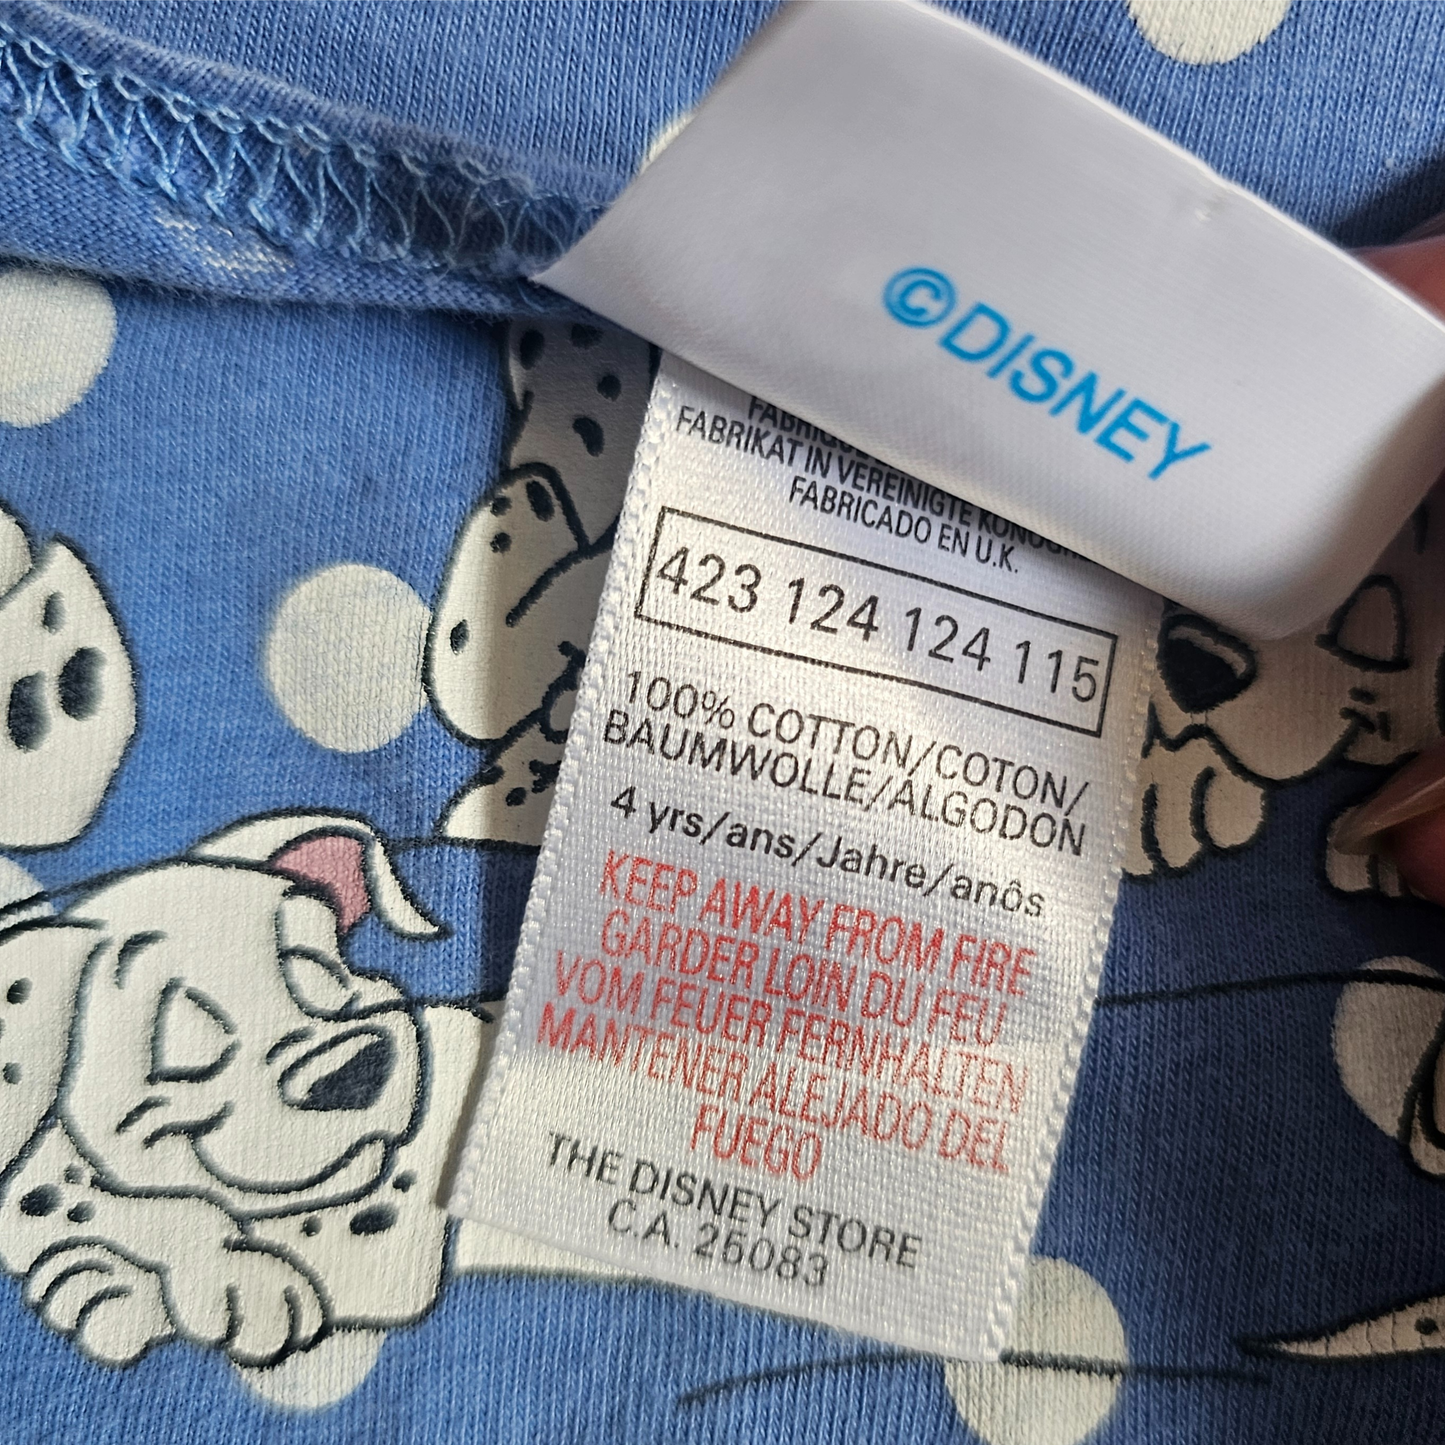 ©DISNEY
FABRIKAT IN VEREINIGTE
FABRICADO EN U.K.
423 124 124 115
100% COTTON/COTON/
BAUMWOLLE/ALGODON
4 yrs/ans/Jahre/anôs
KEEP AWAY FROM FIRE
GARDER LOIN DU FEU
VOM FEUER FERNHALTEN
MANTENER ALEJADO DEL
FUEGO
THE DISNEY STORE
C.A. 25083